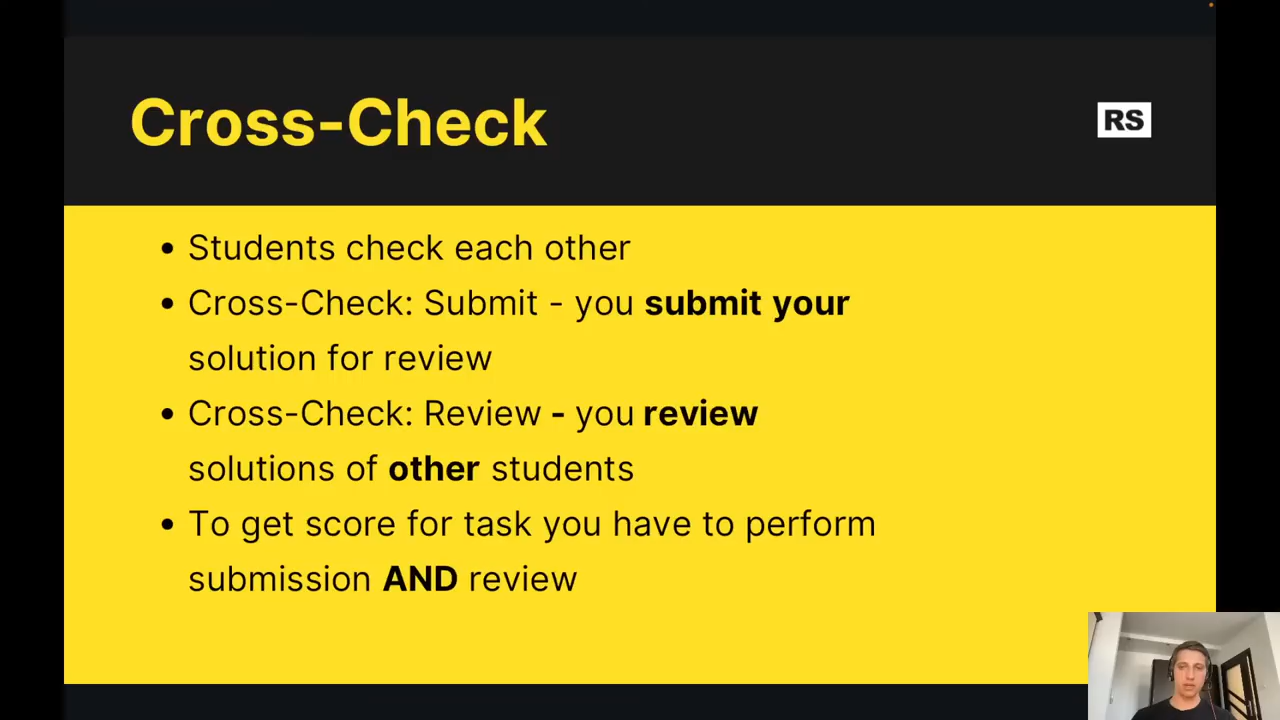 Cross-Check
RS
• Students check each other
• Cross-Check: Submit - you submit your
solution for review
• Cross-Check: Review - you review
solutions of other students
• To get score for task you have to perform
submission AND review